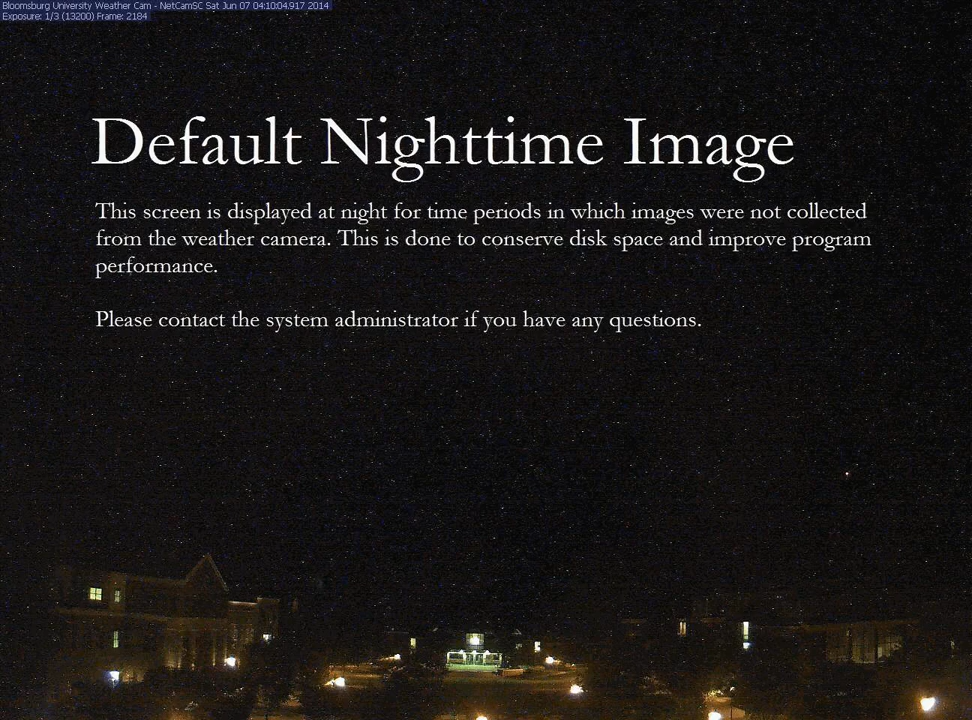 Bloomsburg University Weather Cam - NetCamSC Sat Jun 07 04:10:04.917 2014
Exposure: 1/3 (13200) Frame: 2184
Default Nighttime Image
This screen is displayed at night for time periods in which images were not collected
from the weather camera. This is done to conserve disk space and improve program
performance.
Please contact the system administrator if you have any questions.